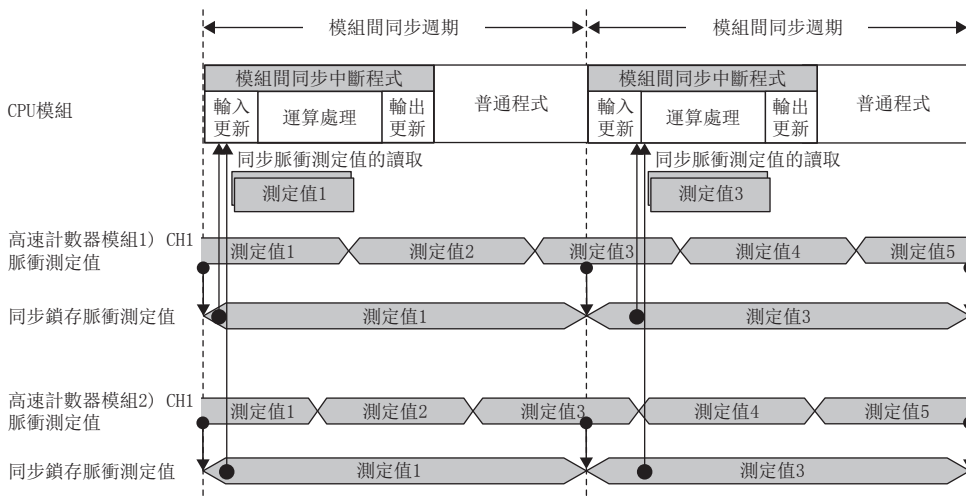 模組間同步週期
模組間同步週期
模組間同步中斷程式
模組間同步中斷程式
CPU模組
輸入
更新
運算處理
輸出
更新
普通程式
輸入
更新
運算處理
輸出
更新
普通程式
同步脈衝測定值的讀取
同步脈衝測定值的讀取
測定值1
測定值3
高速計數器模組1) CH1
脈衝測定值
測定值1
測定值2
測定值3
測定值4
測定值5
同步鎖存脈衝測定值
測定值1
測定值3
高速計數器模組2) CH1
脈衝測定值
測定值1
測定值2
測定值3
測定值4
測定值5
同步鎖存脈衝測定值
測定值1
測定值3